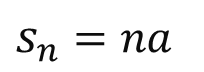 sₙ = na